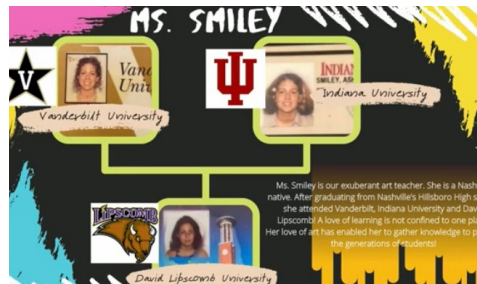 MS. SMILEY
V
Vand
Univ
Vanderbilt University
INDIAN
SMILEY, ASH
Indiana University
LIPSCOMB
David Lipscomb University
Ms. Smiley is our exuberant art teacher. She is a Nash
native. After graduating from Nashville's Hillsboro High s
she attended Vanderbilt, Indiana University and Dav
Lipscomb! A love of learning is not confined to one pla
Her love of art has enabled her to gather knowledge to p
the generations of students!